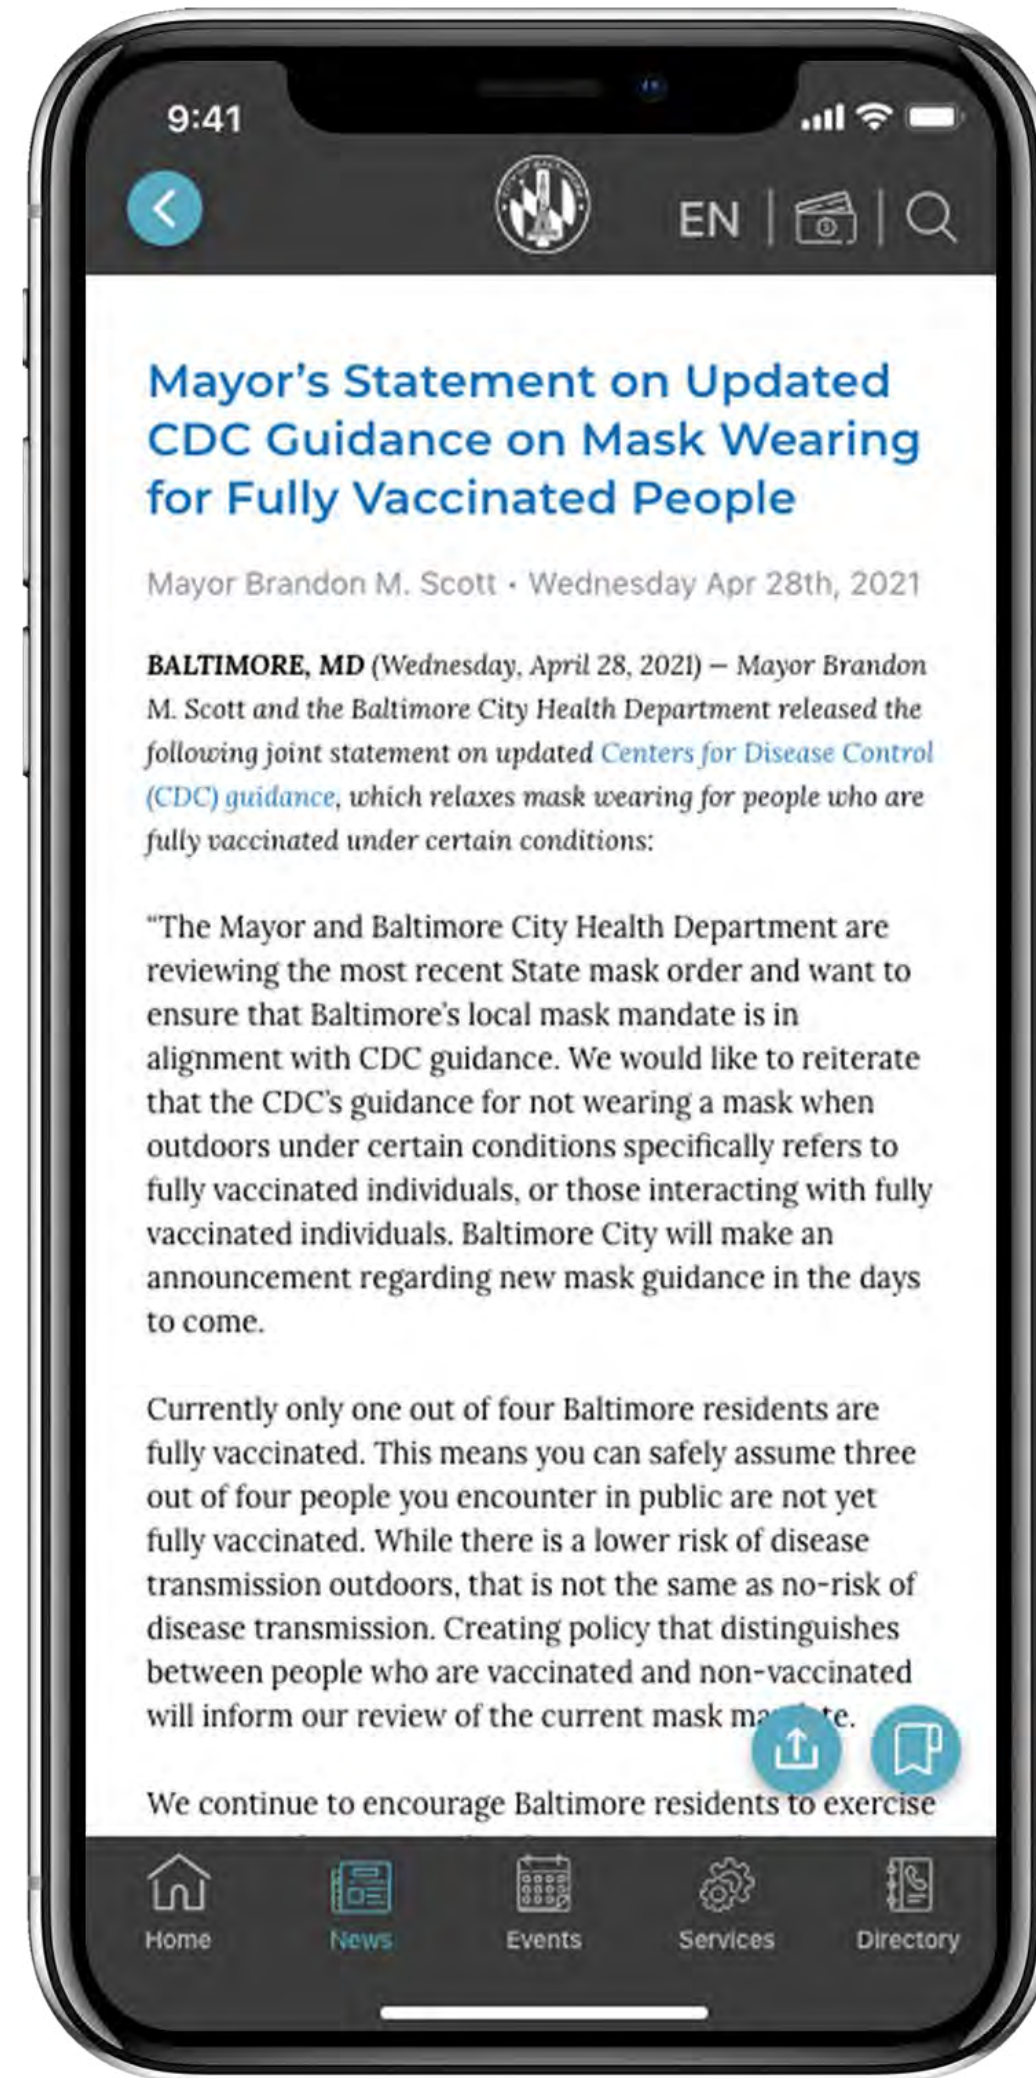 9:41
EN
Mayor’s Statement on Updated
CDC Guidance on Mask Wearing
for Fully Vaccinated People
Mayor Brandon M. Scott • Wednesday Apr 28th, 2021
BALTIMORE, MD (Wednesday, April 28, 2021) – Mayor Brandon
M. Scott and the Baltimore City Health Department released the
following joint statement on updated Centers for Disease Control
(CDC) guidance, which relaxes mask wearing for people who are
fully vaccinated under certain conditions:
“The Mayor and Baltimore City Health Department are
reviewing the most recent State mask order and want to
ensure that Baltimore’s local mask mandate is in
alignment with CDC guidance. We would like to reiterate
that the CDC’s guidance for not wearing a mask when
outdoors under certain conditions specifically refers to
fully vaccinated individuals, or those interacting with fully
vaccinated individuals. Baltimore City will make an
announcement regarding new mask guidance in the days
to come.
Currently only one out of four Baltimore residents are
fully vaccinated. This means you can safely assume three
out of four people you encounter in public are not yet
fully vaccinated. While there is a lower risk of disease
transmission outdoors, that is not the same as no-risk of
disease transmission. Creating policy that distinguishes
between people who are vaccinated and non-vaccinated
will inform our review of the current mask
We continue to encourage Baltimore residents to exercise
Home
News
Events
Services
Directory